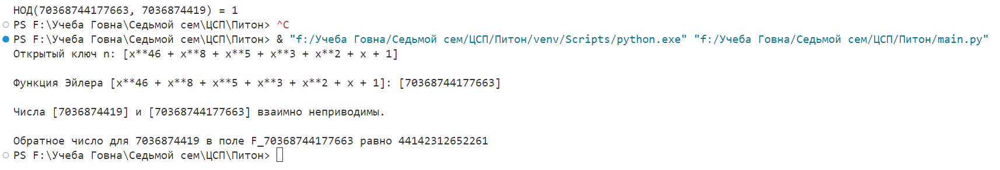 НОД(70368744177663, 7036874419) = 1
PS F:\Учеба Говна\Седьмой сем\ЦСП\Питон> ^C
PS F:\Учеба Говна\Седьмой сем\ЦСП\Питон> & "f:/Учеба Говна/Седьмой сем/ЦСП/Питон/venv/Scripts/python.exe" "f:/Учеба Говна/Седьмой сем/ЦСП/Питон/main.py"
Открытый ключ n: [x**46 + x**8 + x**5 + x**3 + x**2 + x + 1]
Функция Эйлера [x**46 + x**8 + x**5 + x**3 + x**2 + x + 1]: [70368744177663]
Числа [7036874419] и [70368744177663] взаимно неприводимы.
Обратное число для 7036874419 в поле F_70368744177663 равно 44142312652261
PS F:\Учеба Говна\Седьмой сем\ЦСП\Питон>